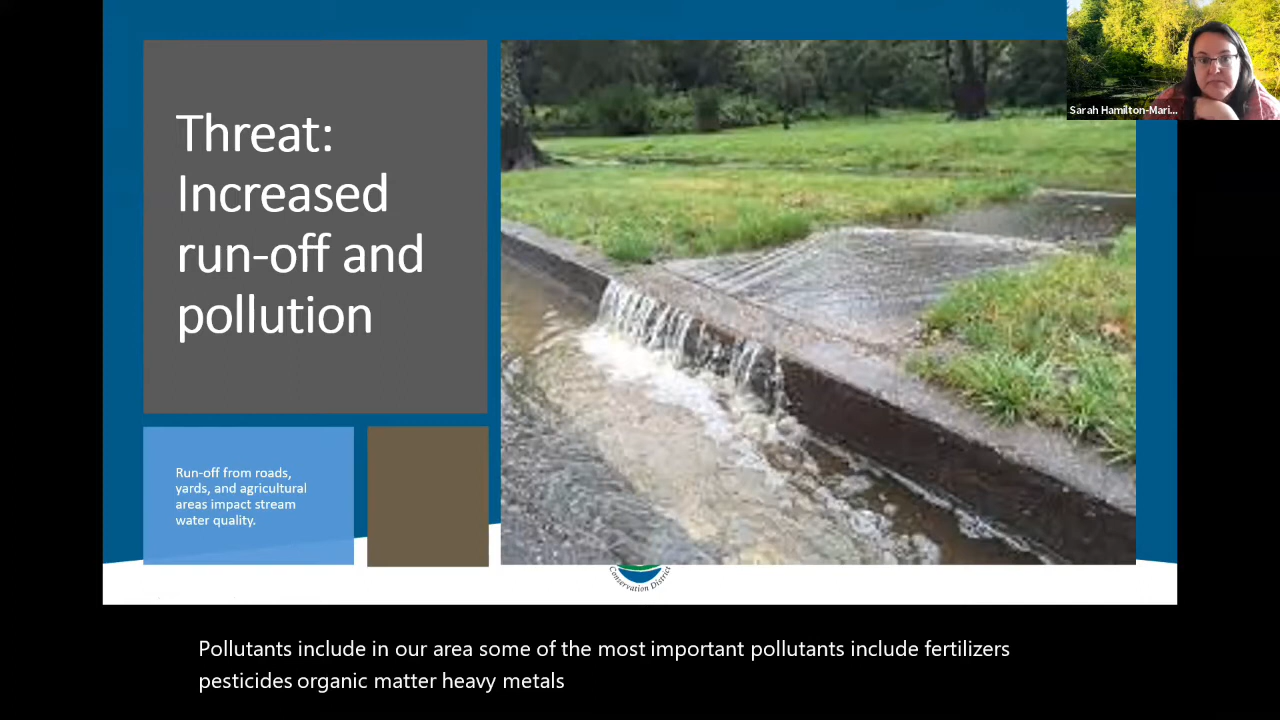 Threat:
Increased
run-off and
pollution
Sarah Hamilton-Mari...
Run-off from roads,
yards, and agricultural
areas impact stream
water quality.
Conservation District
Pollutants include in our area some of the most important pollutants include fertilizers
pesticides organic matter heavy metals